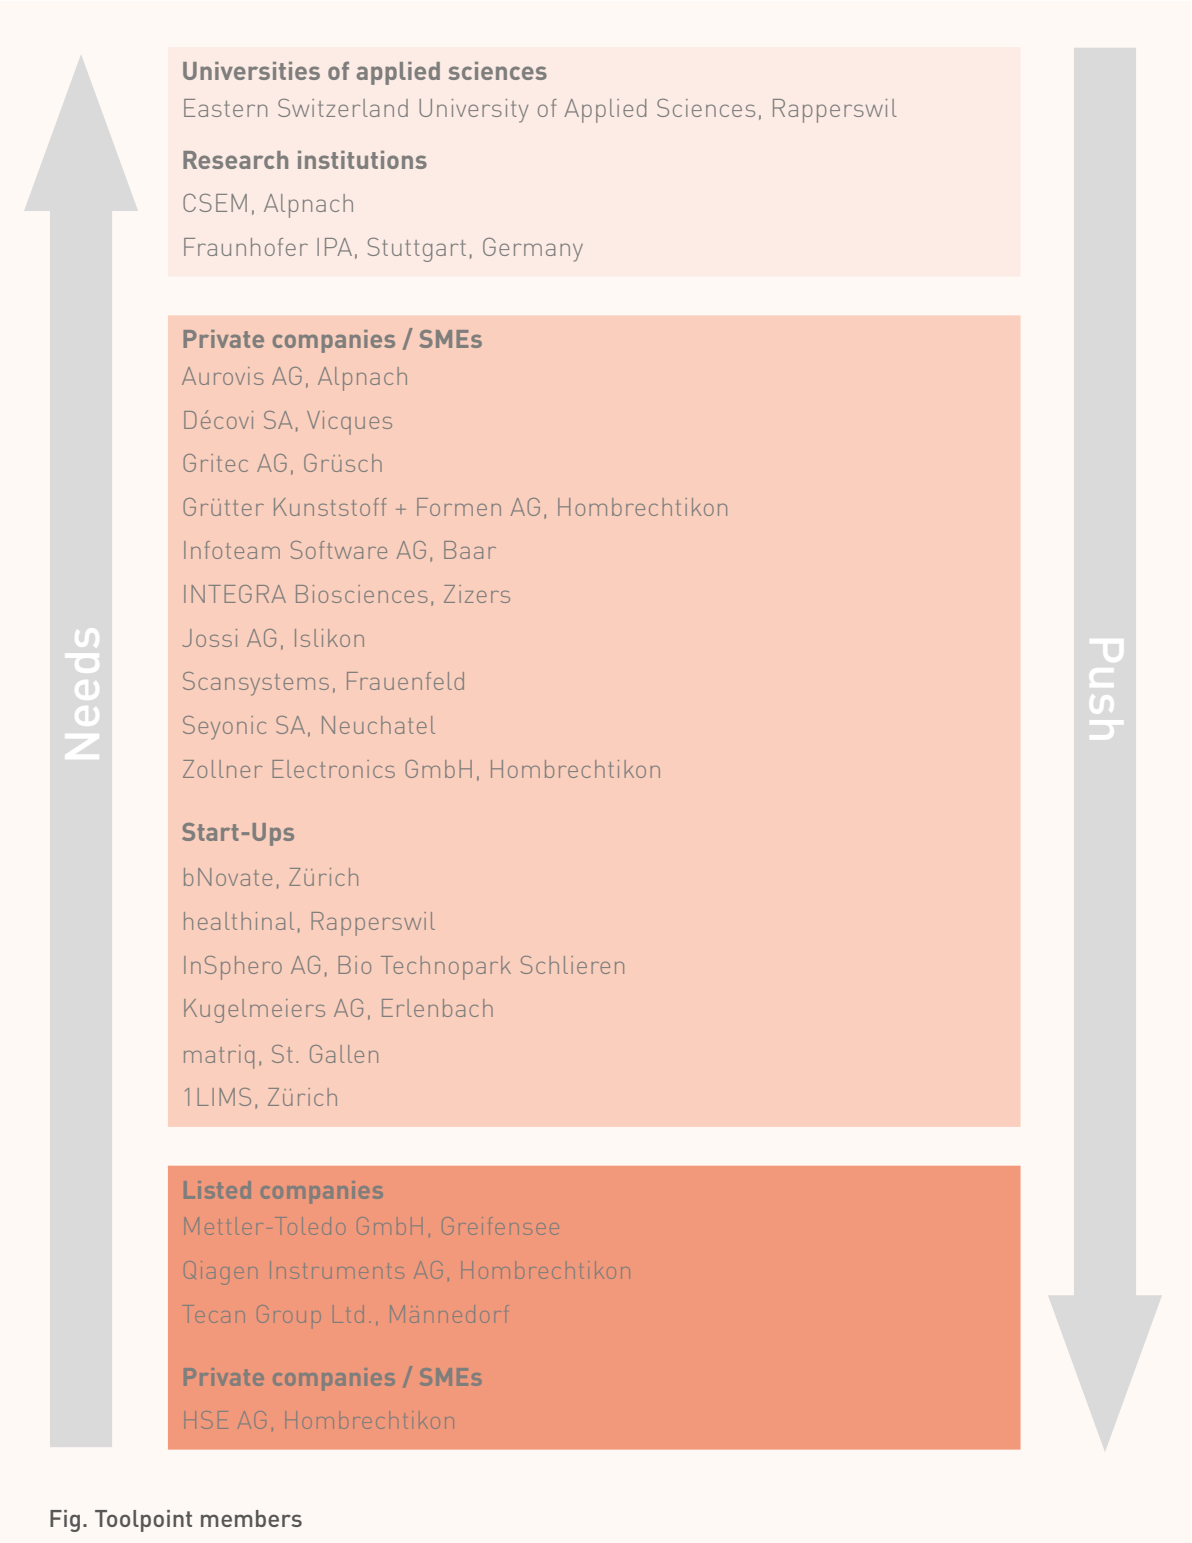 Universities of applied sciences
Eastern Switzerland University of Applied Sciences, Rapperswil
Research institutions
CSEM, Alpnach
Fraunhofer IPA, Stuttgart, Germany
Private companies / SMEs
Aurovis AG, Alpnach
Décovi SA, Vicques
Gritec AG, Grüsch
Grütter Kunststoff + Formen AG, Hombrechtikon
Infoteam Software AG, Baar
INTEGRA Biosciences, Zizers
Jossi AG, Islikon
Scansystems, Frauenfeld
Seyonic SA, Neuchatel
Zollner Electronics GmbH, Hombrechtikon
Start-Ups
bNovate, Zürich
healthinal, Rapperswil
InSphero AG, Bio Technopark Schlieren
Kugelmeiers AG, Erlenbach
matriq, St. Gallen
1LIMS, Zürich
Listed companies
Mettler-Toledo GmbH, Greifensee
Qiagen Instruments AG, Hombrechtikon
Tecan Group Ltd., Männedorf
Private companies / SMEs
HSE AG, Hombrechtikon
Needs
Push
Fig. Toolpoint members